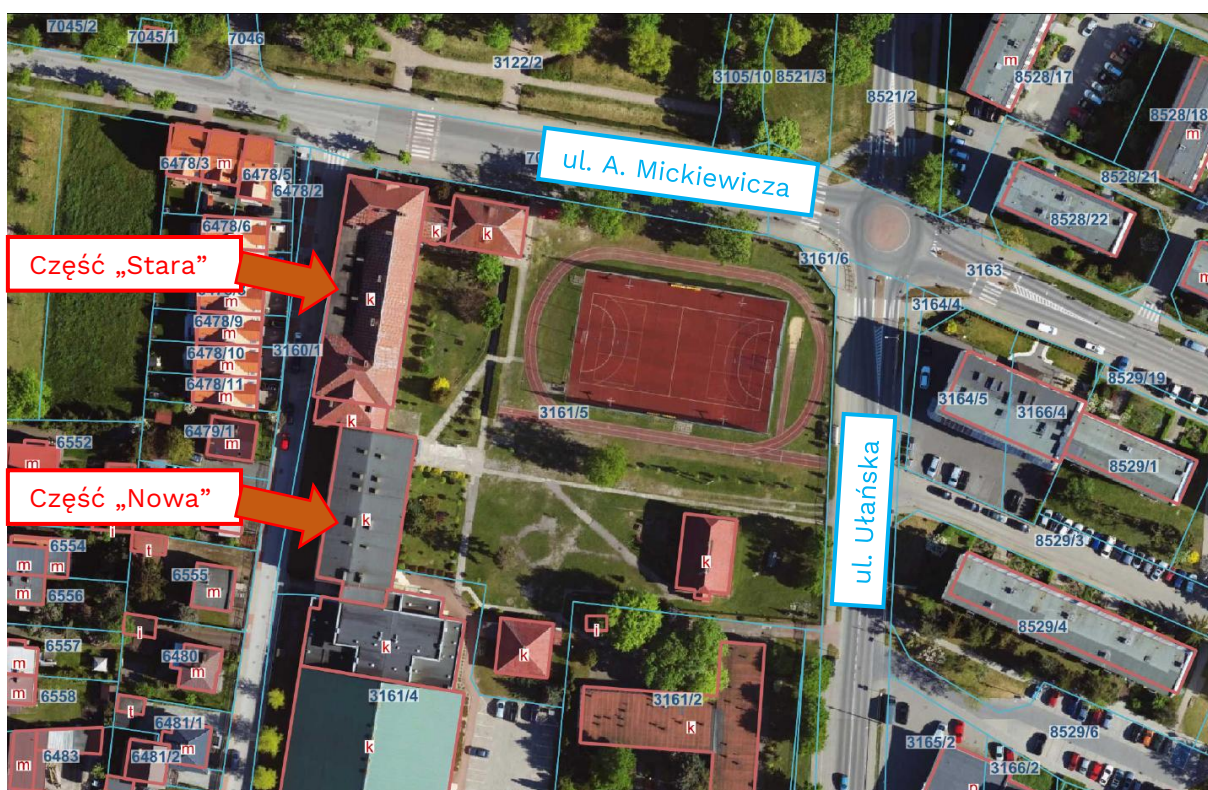 7045/2
7045/1
7046
3122/2
3105/10
8521/3
8521/2
8528/17
m
8528/18
m
ul. A. Mickiewicza
6478/3
m
6478/5
6478/2
8528/21
8528/22
6478/6
k
k
3161/6
3163
Część „Stara”
k
m
3164/4
6478/9
m
3160/1
6478/10
m
6478/11
m
8529/19
3164/5
3166/4
3161/5
k
6479/1
m
6552
m
8529/1
Część „Nowa”
k
ul. Ułańska
8529/3
6554
m
m
i
6555
k
m
6556
8529/4
i
i
6557
m
k
k
6480
m
6558
m
3161/4
3161/2
i
6481/1
m
k
k
6483
6481/2
m
3165/2
8529/6
3166/2